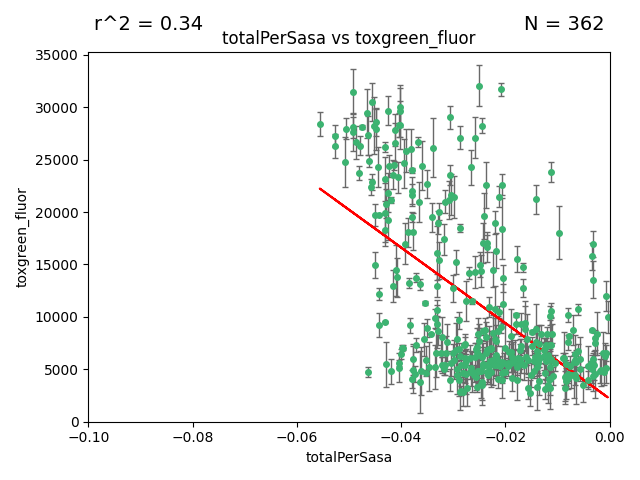 r^2 = 0.34
N = 362
totalPerSasa vs toxgreen_fluor
35000
30000
25000
20000
15000
10000
5000
0
toxgreen_fluor
−0.10
−0.08
−0.06
−0.04
−0.02
0.00
totalPerSasa